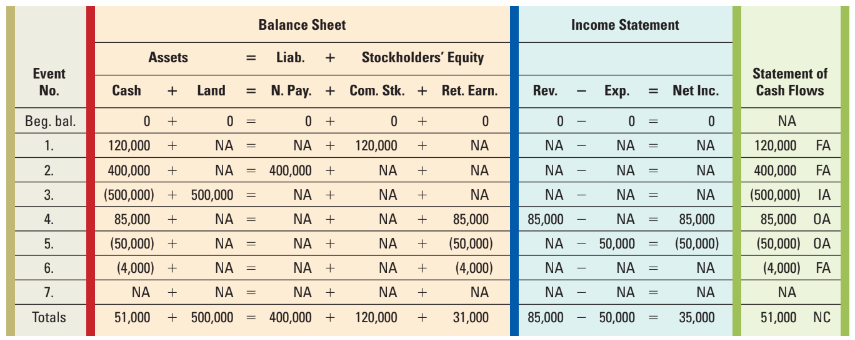 Balance Sheet Income Statement
Assets = Liab. + Stockholders' Equity
Event No. Cash + Land = N. Pay. + Com. Stk. + Ret. Earn. Rev. – Exp. = Net Inc. Statement of Cash Flows
Beg. bal. 0 + 0 = 0 + 0 + 0 0 – 0 = 0 NA
1. 120,000 + NA = NA + 120,000 + NA NA – NA = NA 120,000 FA
2. 400,000 + NA = 400,000 + NA + NA NA – NA = NA 400,000 FA
3. (500,000) + 500,000 = NA + NA + NA NA – NA = NA (500,000) IA
4. 85,000 + NA = NA + NA + 85,000 85,000 – NA = 85,000 85,000 OA
5. (50,000) + NA = NA + NA + (50,000) NA – 50,000 = (50,000) (50,000) OA
6. (4,000) + NA = NA + NA + (4,000) NA – NA = NA (4,000) FA
7. NA + NA = NA + NA + NA NA – NA = NA NA
Totals 51,000 + 500,000 = 400,000 + 120,000 + 31,000 85,000 – 50,000 = 35,000 51,000 NC